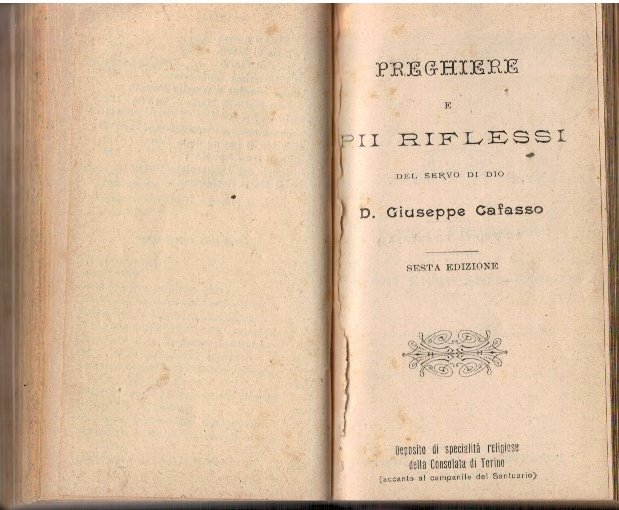 PREGHIERE
E
PII RIFLESSI
DEL SERVO DI DIO
D. Giuseppe Cafasso
SESTA EDIZIONE
Deposito di specialità religiose
della Consolata di Torino
(accanto al campanile del Santuario)